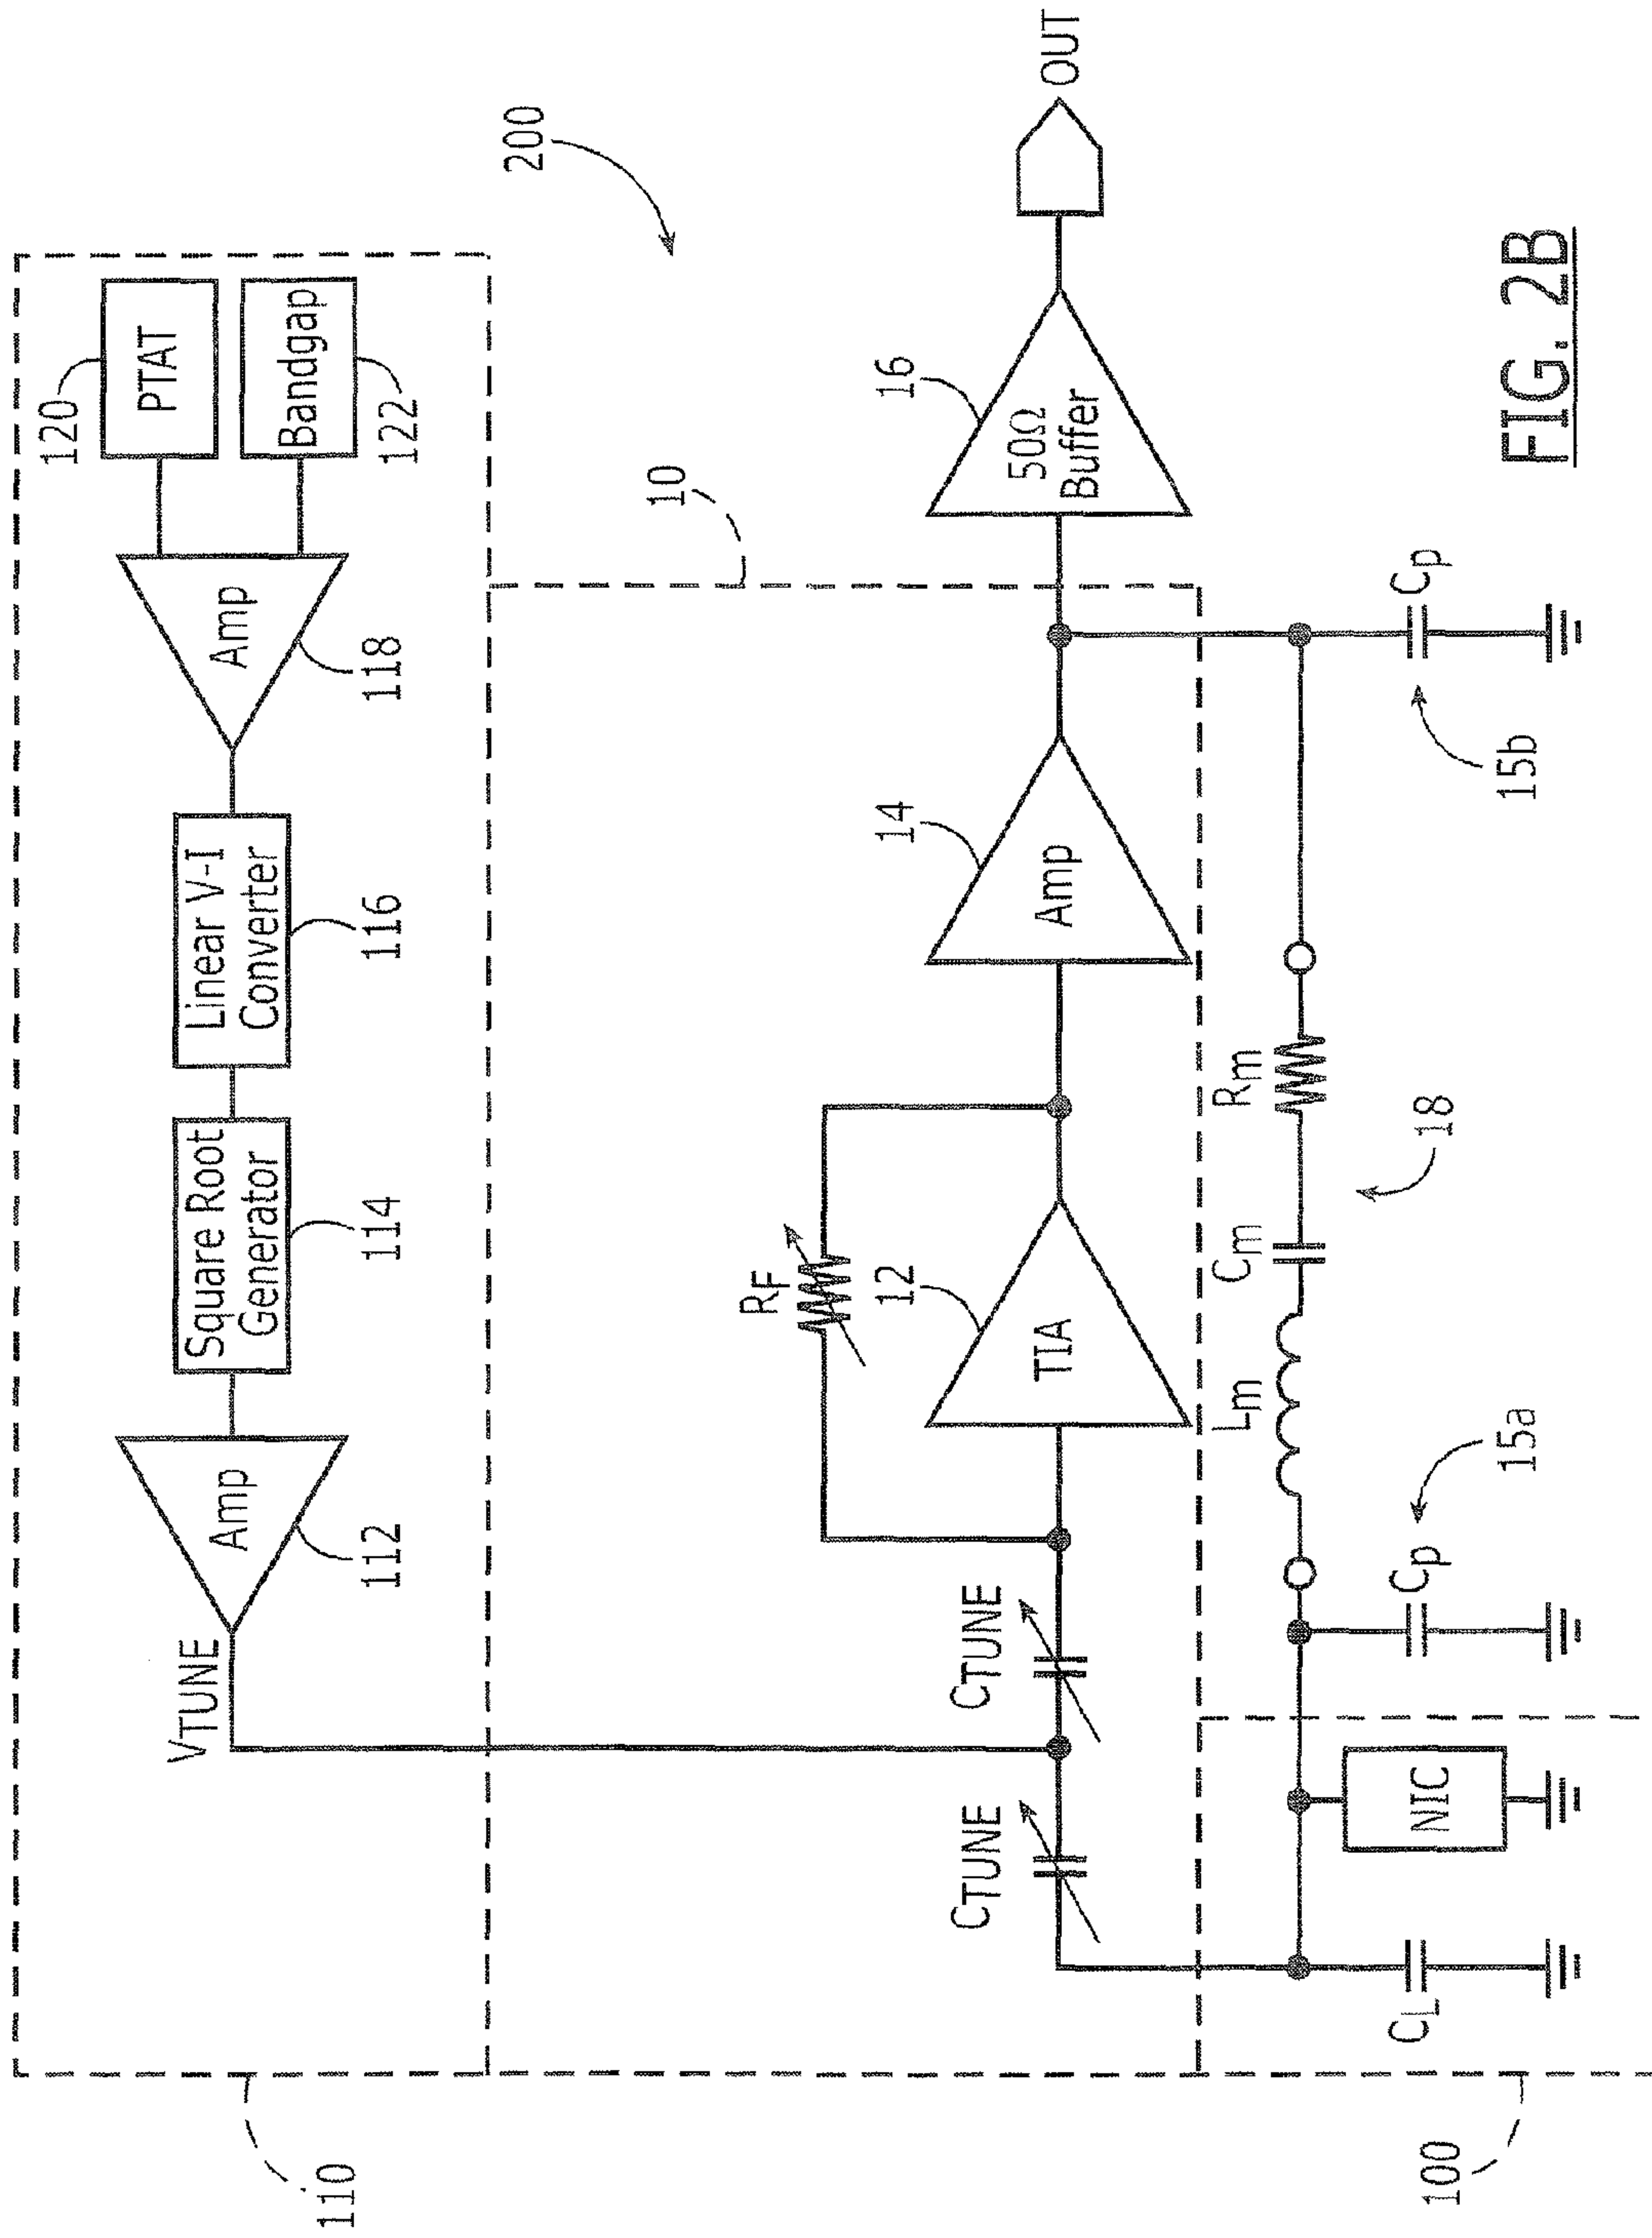 110
VTUNE
Amp
112
Square Root
Generator
114
Linear V-I
Converter
116
Amp
118
120
PTAT
Bandgap
122
200
10
CTUNE
CTUNE
RF
12
TIA
14
Amp
16
50Ω
Buffer
OUT
100
CL
NIC
Cp
15a
Lm
Cm
Rm
18
Cp
15b
FIG. 2B